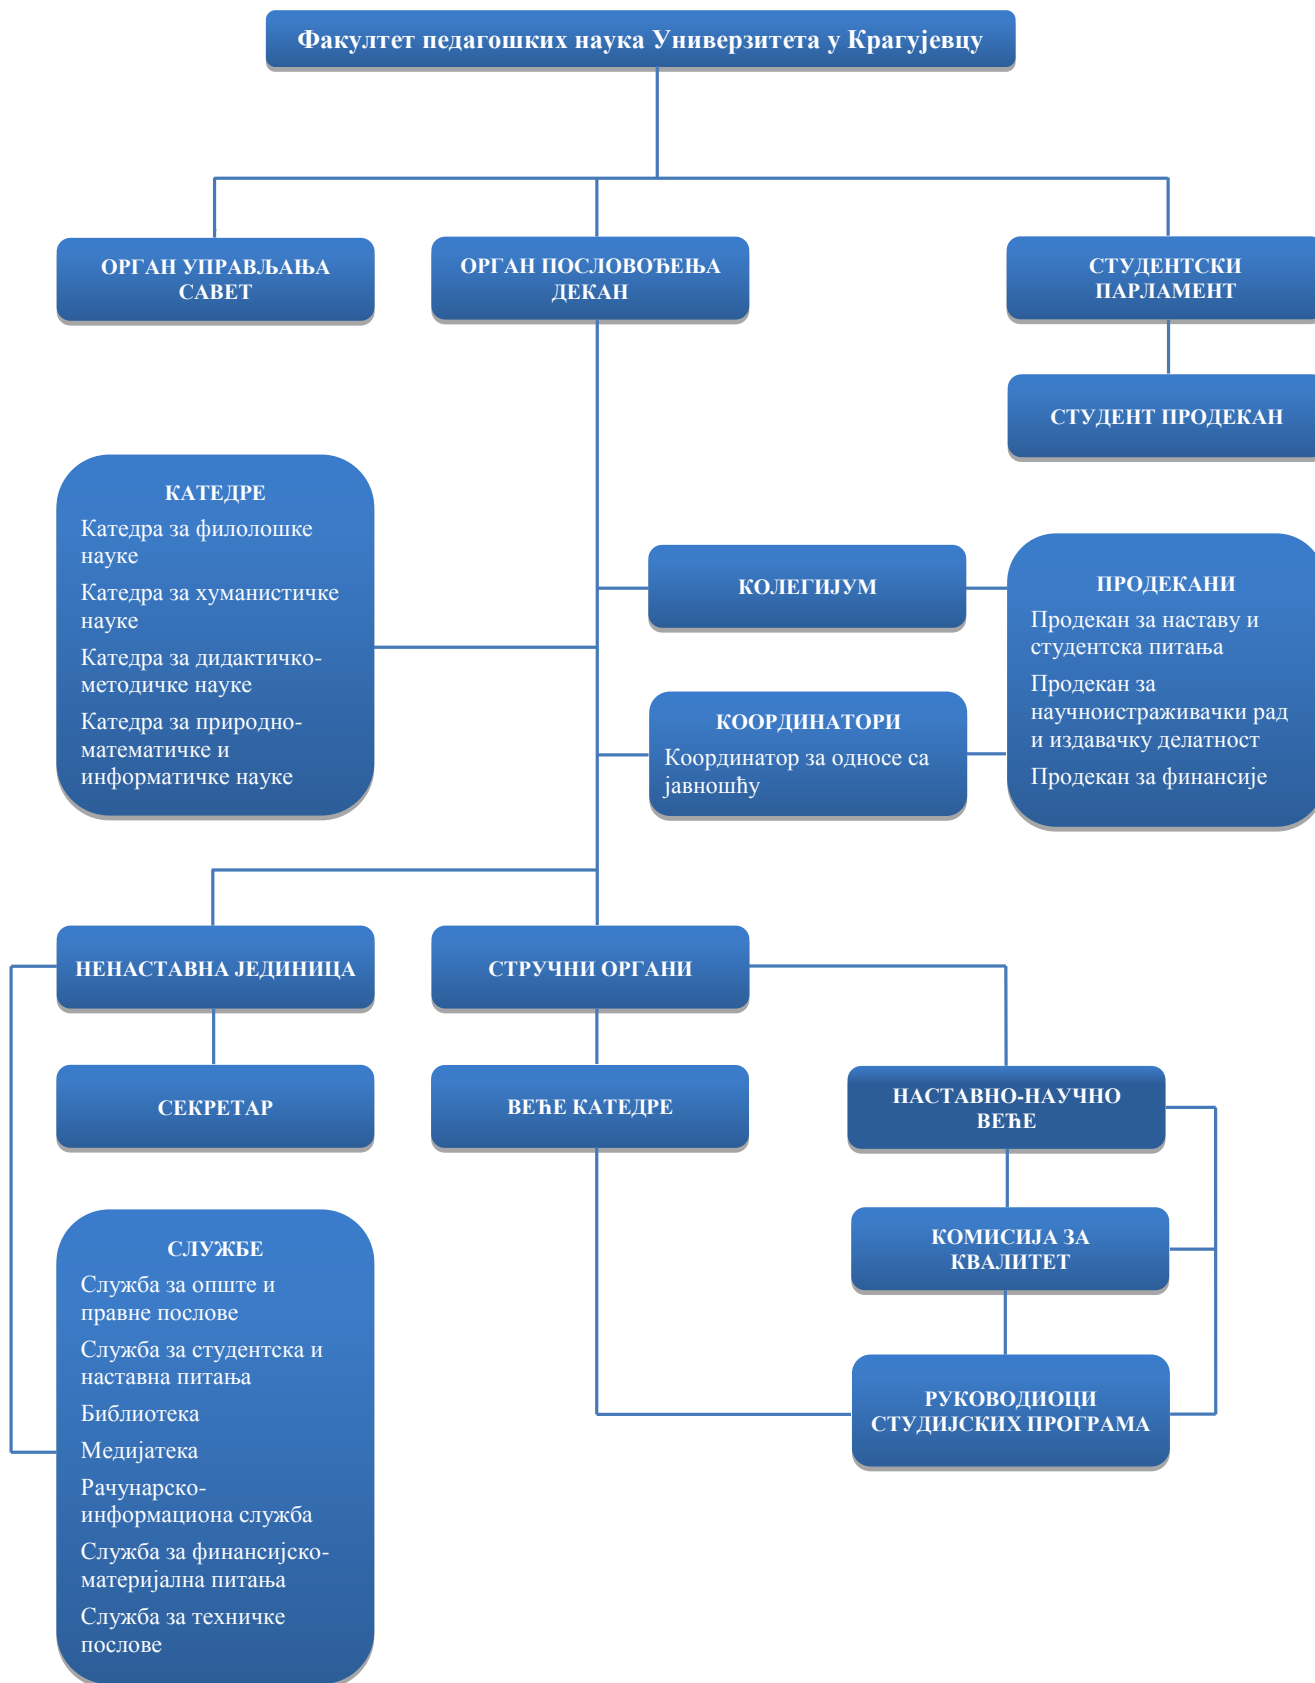 Факултет педагошких наука Универзитета у Крагујевцу
ОРГАН УПРАВЉАЊА
САВЕТ
ОРГАН ПОСЛОВОЂЕЊА
ДЕКАН
СТУДЕНТСКИ
ПАРЛАМЕНТ
СТУДЕНТ ПРОДЕКАН
КАТЕДРЕ
Катедра за филолошке
науке
Катедра за хуманистичке
науке
Катедра за дидактичко-
методичке науке
Катедра за природно-
математичке и
информатичке науке
КОЛЕГИЈУМ
КООРДИНАТОРИ
Координатор за односе са
јавношћу
ПРОДЕКАНИ
Продекан за наставу и
студентска питања
Продекан за
научноистраживачки рад
и издавачку делатност
Продекан за финансије
НЕНАСТАВНА ЈЕДИНИЦА
СТРУЧНИ ОРГАНИ
СЕКРЕТАР
ВЕЋЕ КАТЕДРЕ
НАСТАВНО-НАУЧНО
ВЕЋЕ
КОМИСИЈА ЗА
КВАЛИТЕТ
РУКОВОДИОЦИ
СТУДИЈСКИХ ПРОГРАМА
СЛУЖБЕ
Служба за опште и
правне послове
Служба за студентска и
наставна питања
Библиотека
Медијатека
Рачунарско-
информациона служба
Служба за финансијско-
материјална питања
Служба за техничке
послове